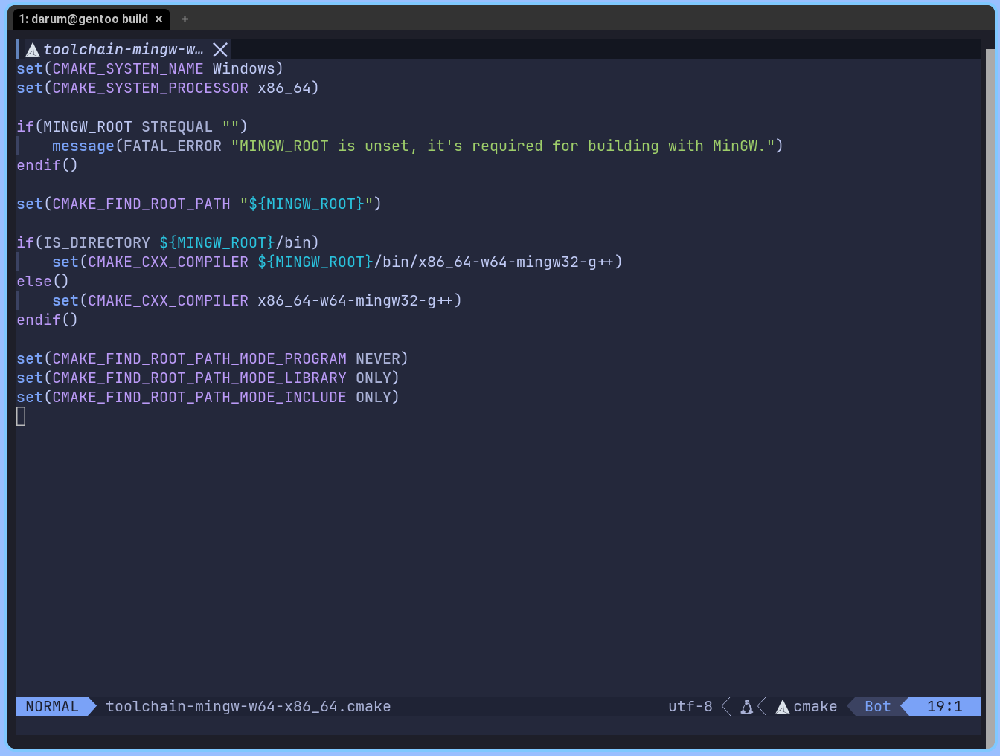 1: darum@gentoo build × +
toolchain-mingw-w…
set(CMAKE_SYSTEM_NAME Windows)
set(CMAKE_SYSTEM_PROCESSOR x86_64)

if(MINGW_ROOT STREQUAL "")
    message(FATAL_ERROR "MINGW_ROOT is unset, it's required for building with MinGW.")
endif()

set(CMAKE_FIND_ROOT_PATH "${MINGW_ROOT}")

if(IS_DIRECTORY ${MINGW_ROOT}/bin)
    set(CMAKE_CXX_COMPILER ${MINGW_ROOT}/bin/x86_64-w64-mingw32-g++)
else()
    set(CMAKE_CXX_COMPILER x86_64-w64-mingw32-g++)
endif()

set(CMAKE_FIND_ROOT_PATH_MODE_PROGRAM NEVER)
set(CMAKE_FIND_ROOT_PATH_MODE_LIBRARY ONLY)
set(CMAKE_FIND_ROOT_PATH_MODE_INCLUDE ONLY)
NORMAL toolchain-mingw-w64-x86_64.cmake utf-8 cmake Bot 19:1